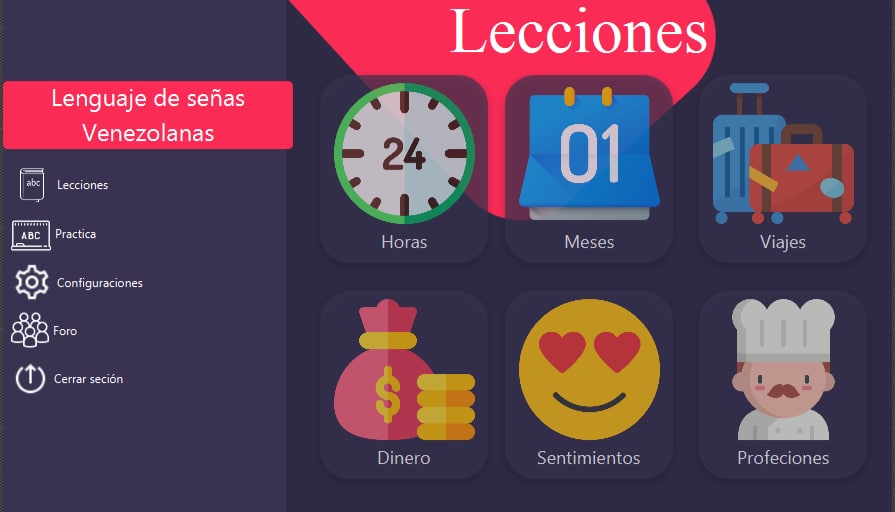 Lecciones
Lenguaje de señas
Venezolanas
abc
Lecciones
ABC
Practica
Configuraciones
Foro
Cerrar seción
24
Horas
01
Meses
Viajes
$
Dinero
Sentimientos
Profeciones